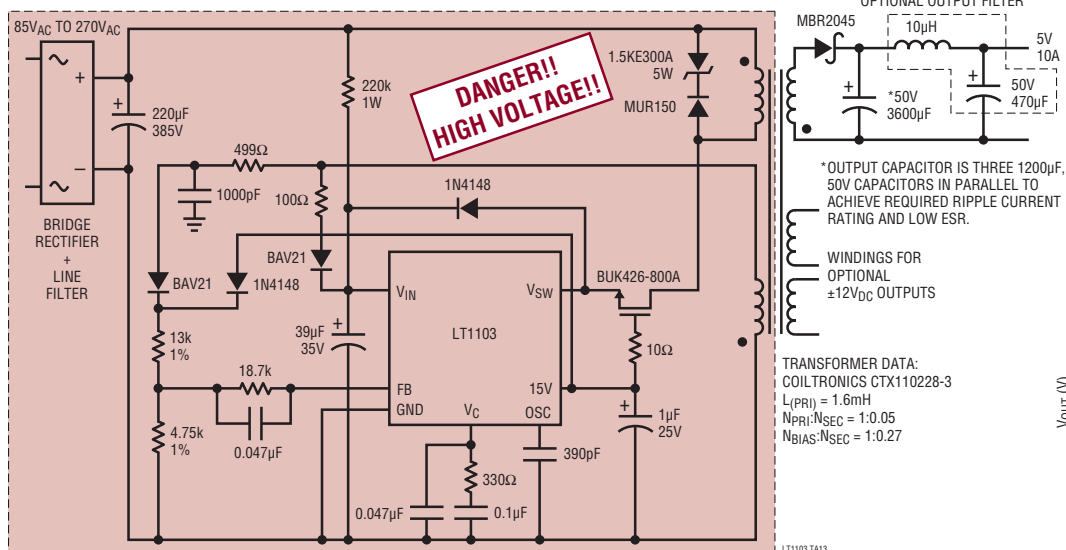 OPTIONAL OUTPUT FILTER
85VAC TO 270VAC
+
−
BRIDGE
RECTIFIER
+
LINE
FILTER
+
220µF
385V
220k
1W
DANGER!!
HIGH VOLTAGE!!
1.5KE300A
5W
MUR150
MBR2045
10µH
5V
10A
+
*50V
3600µF
+
50V
470µF
*OUTPUT CAPACITOR IS THREE 1200µF,
50V CAPACITORS IN PARALLEL TO
ACHIEVE REQUIRED RIPPLE CURRENT
RATING AND LOW ESR.
WINDINGS FOR
OPTIONAL
±12VDC OUTPUTS
499Ω
1000pF
100Ω
1N4148
BAV21
BAV21
1N4148
BUK426-800A
VIN
VSW
LT1103
FB
GND
VC
15V
OSC
39µF
35V
+
10Ω
13k
1%
18.7k
0.047µF
4.75k
1%
+
1µF
25V
390pF
330Ω
0.047µF
0.1µF
TRANSFORMER DATA:
COILTRONICS CTX110228-3
L(PRI) = 1.6mH
NPRI:NSEC = 1:0.05
NBIAS:NSEC = 1:0.27
VOUT (V)
LT1103 TA13